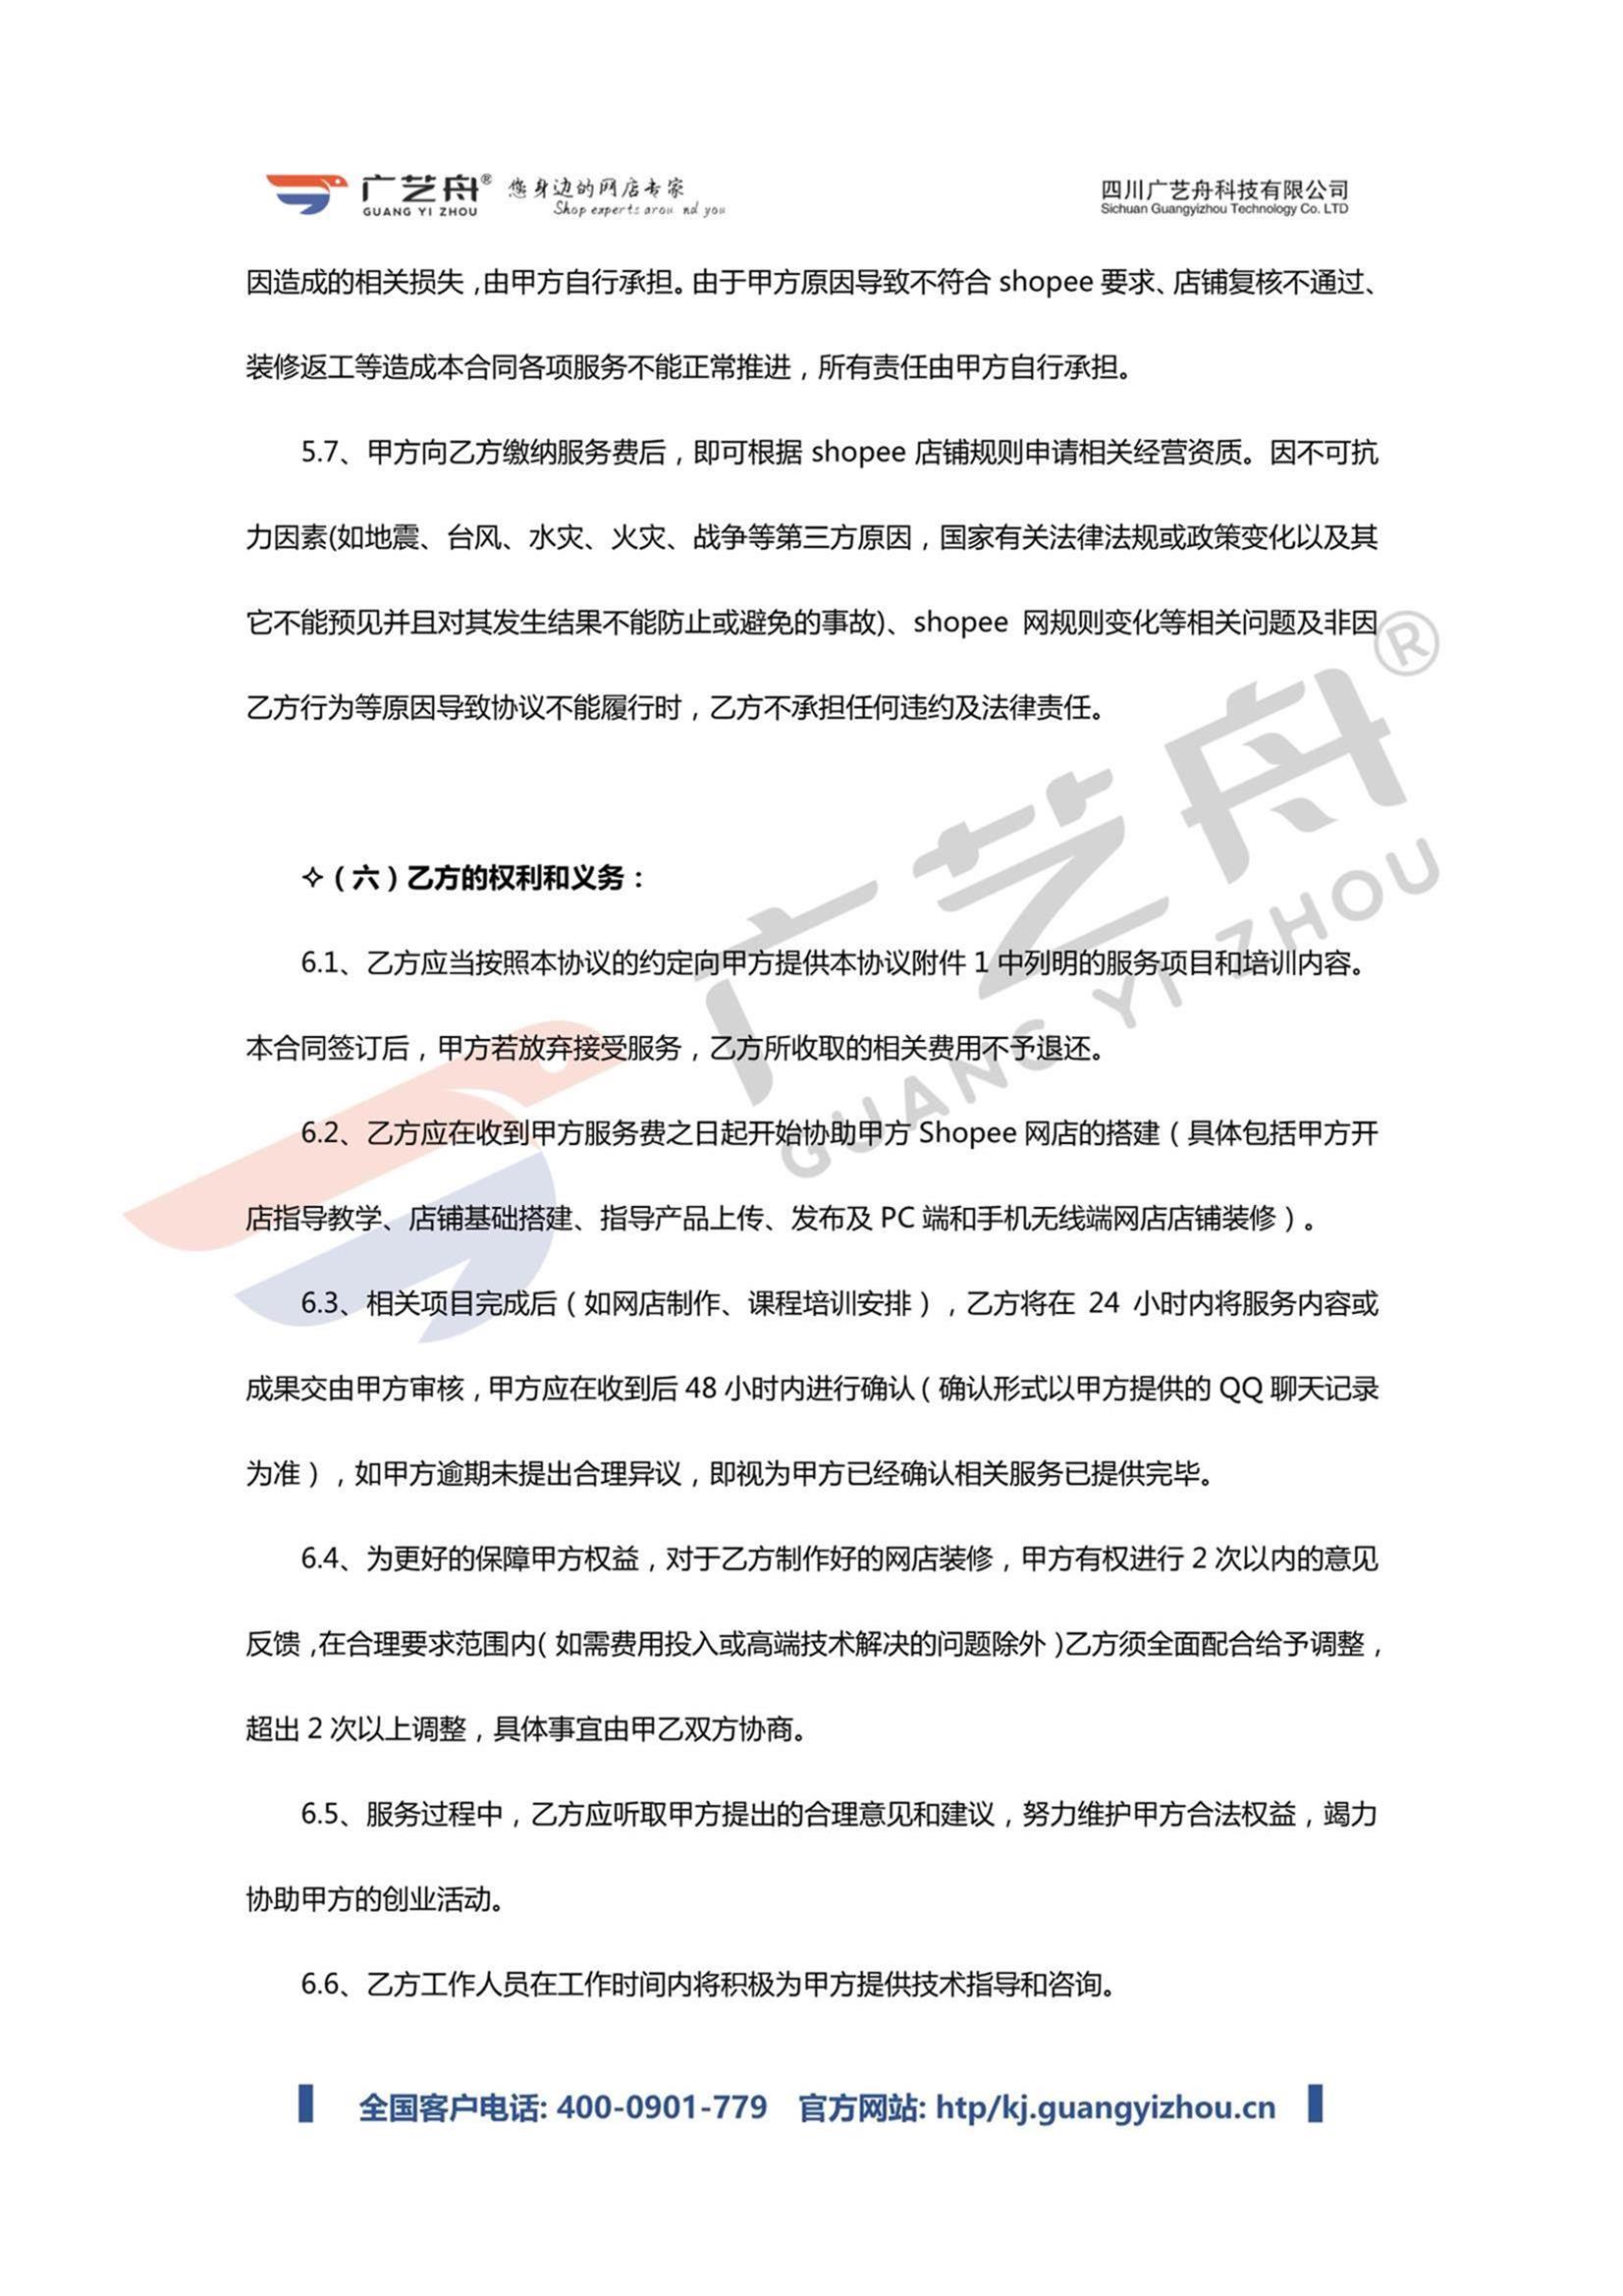 广艺舟® 您身边的网店专家
GUANG YI ZHOU Shop experts arou nd you
四川广艺舟科技有限公司
Sichuan Guangyizhou Technology Co. LTD
因造成的相关损失,由甲方自行承担。由于甲方原因导致不符合 shopee 要求、店铺复核不通过、
装修返工等造成本合同各项服务不能正常推进，所有责任由甲方自行承担。
5.7、甲方向乙方缴纳服务费后，即可根据 shopee 店铺规则申请相关经营资质。因不可抗
力因素(如地震、台风、水灾、火灾、战争等第三方原因，国家有关法律法规或政策变化以及其
它不能预见并且对其发生结果不能防止或避免的事故)、shopee 网规则变化等相关问题及非因
乙方行为等原因导致协议不能履行时，乙方不承担任何违约及法律责任。
✧（六）乙方的权利和义务：
6.1、乙方应当按照本协议的约定向甲方提供本协议附件 1 中列明的服务项目和培训内容。
本合同签订后，甲方若放弃接受服务，乙方所收取的相关费用不予退还。
6.2、乙方应在收到甲方服务费之日起开始协助甲方 Shopee 网店的搭建（具体包括甲方开
店指导教学、店铺基础搭建、指导产品上传、发布及 PC 端和手机无线端网店店铺装修）。
6.3、相关项目完成后（如网店制作、课程培训安排），乙方将在 24 小时内将服务内容或
成果交由甲方审核，甲方应在收到后 48 小时内进行确认（确认形式以甲方提供的 QQ 聊天记录
为准），如甲方逾期未提出合理异议，即视为甲方已经确认相关服务已提供完毕。
6.4、为更好的保障甲方权益，对于乙方制作好的网店装修，甲方有权进行 2 次以内的意见
反馈,在合理要求范围内（如需费用投入或高端技术解决的问题除外）乙方须全面配合给予调整，
超出 2 次以上调整，具体事宜由甲乙双方协商。
6.5、服务过程中，乙方应听取甲方提出的合理意见和建议，努力维护甲方合法权益，竭力
协助甲方的创业活动。
6.6、乙方工作人员在工作时间内将积极为甲方提供技术指导和咨询。
广艺舟®
GUANG YI ZHOU
全国客户电话: 400-0901-779 官方网站: htp/kj.guangyizhou.cn